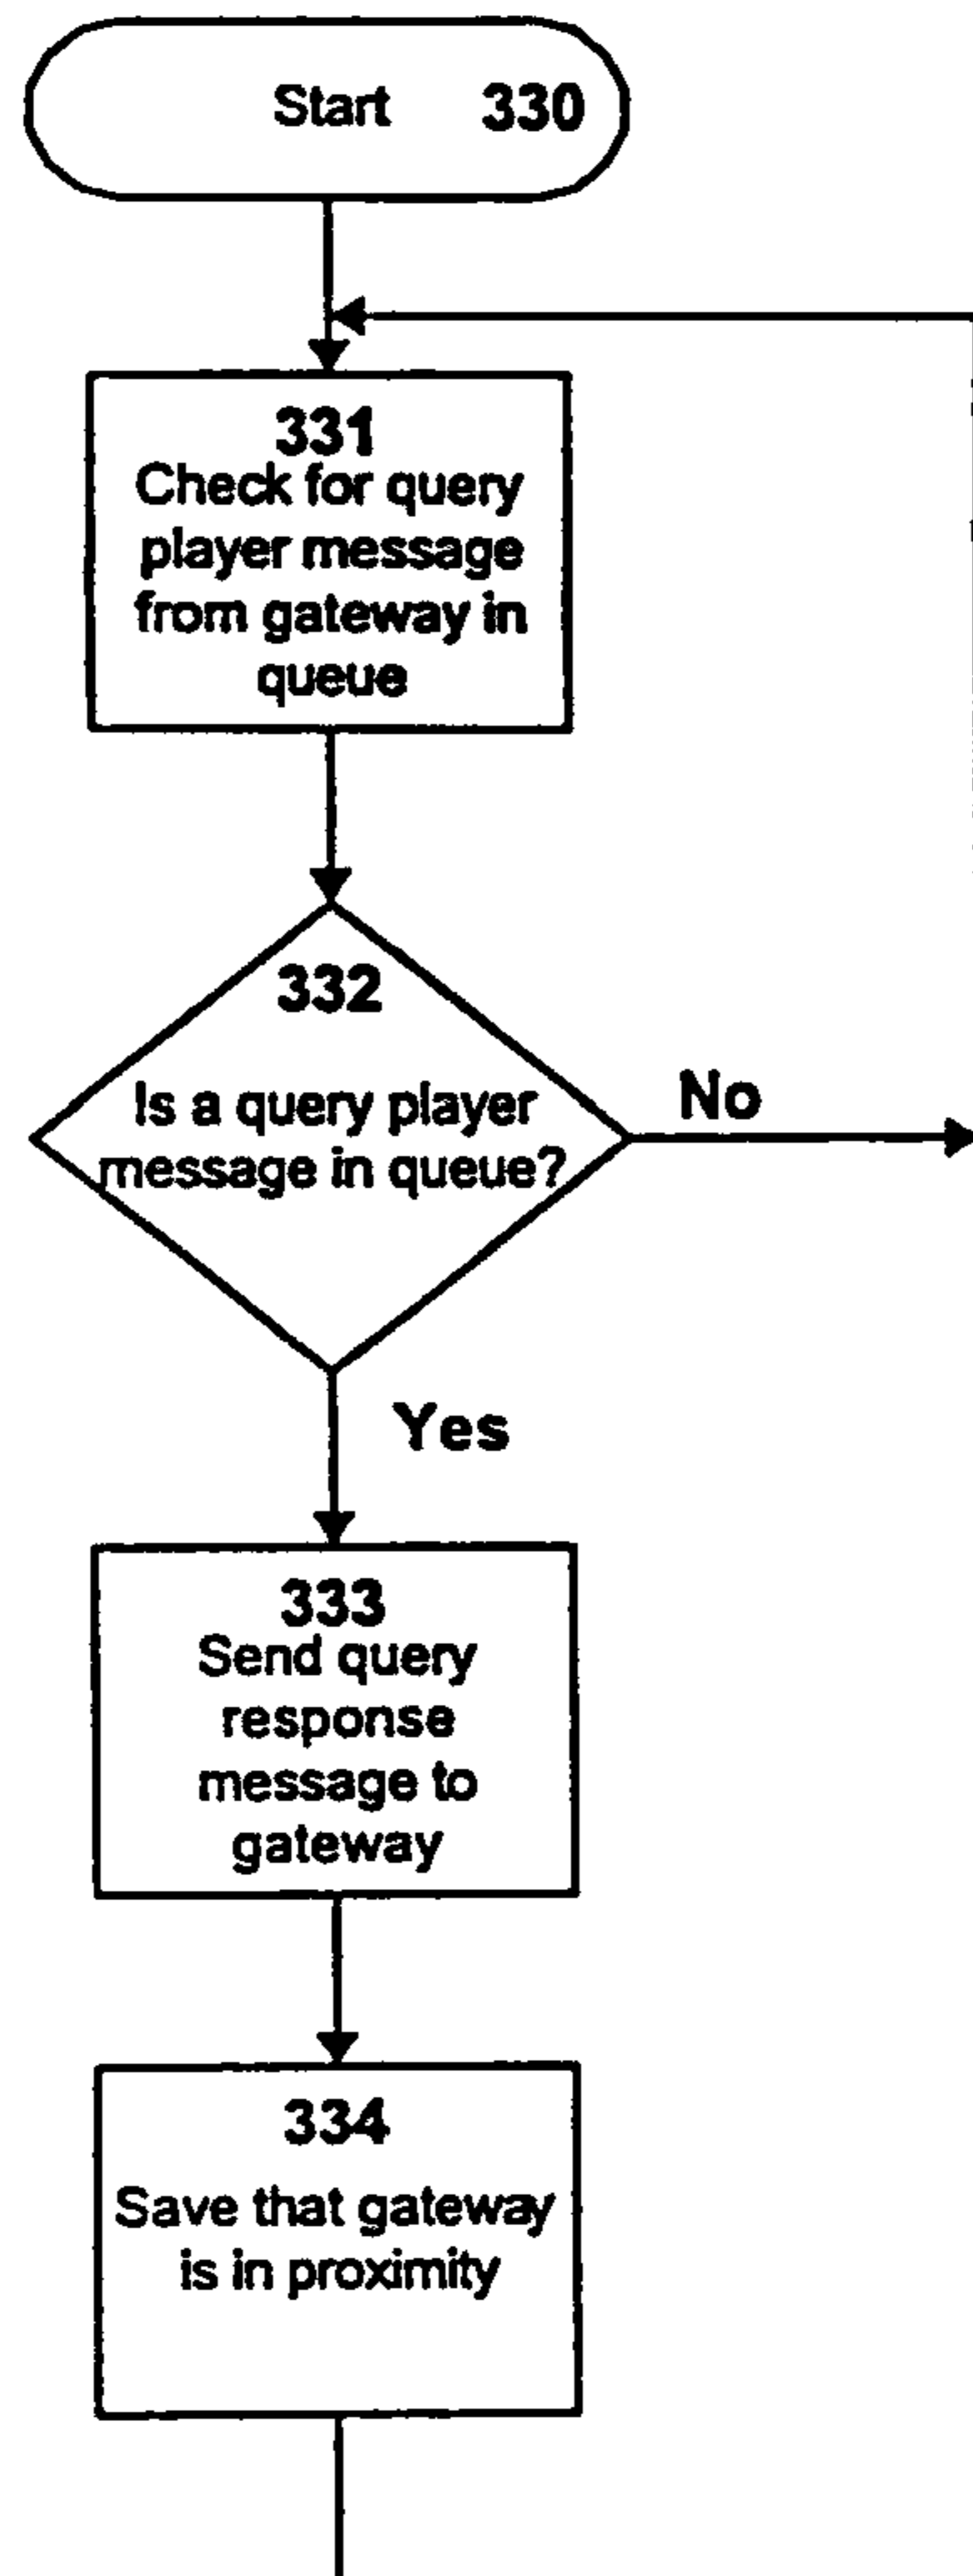 Start 330
331
Check for query
player message
from gateway in
queue
332
Is a query player
message in queue?
No
Yes
333
Send query
response
message to
gateway
334
Save that gateway
is in proximity